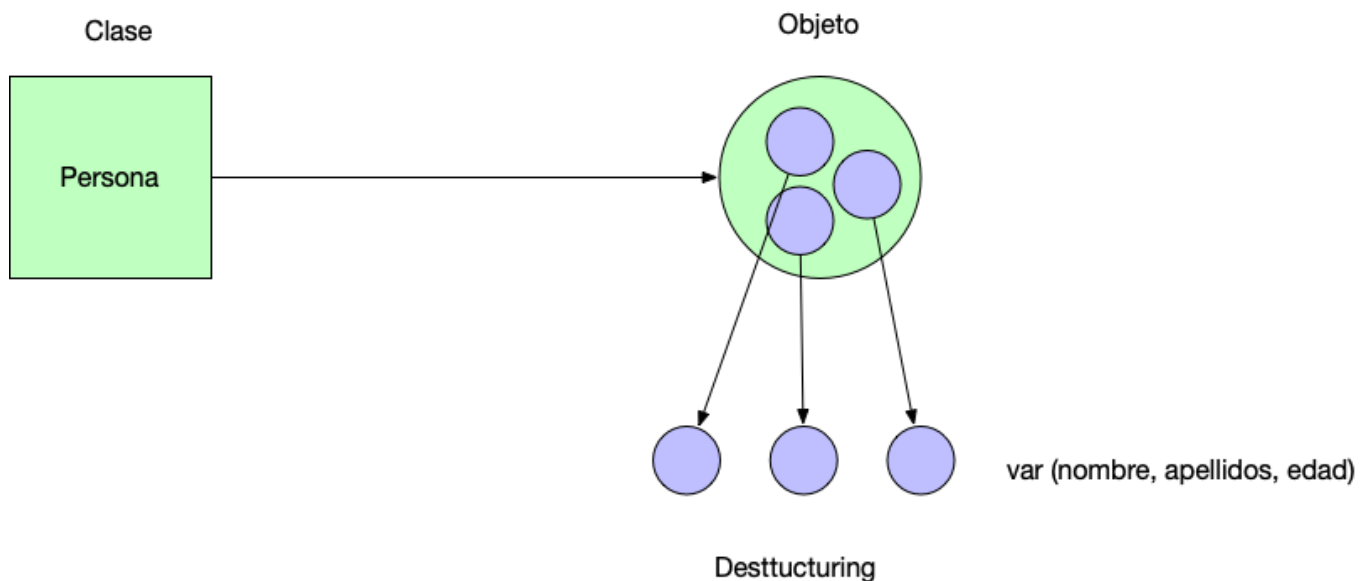 Clase
Objeto
Persona
var (nombre, apellidos, edad)
Desttucturing